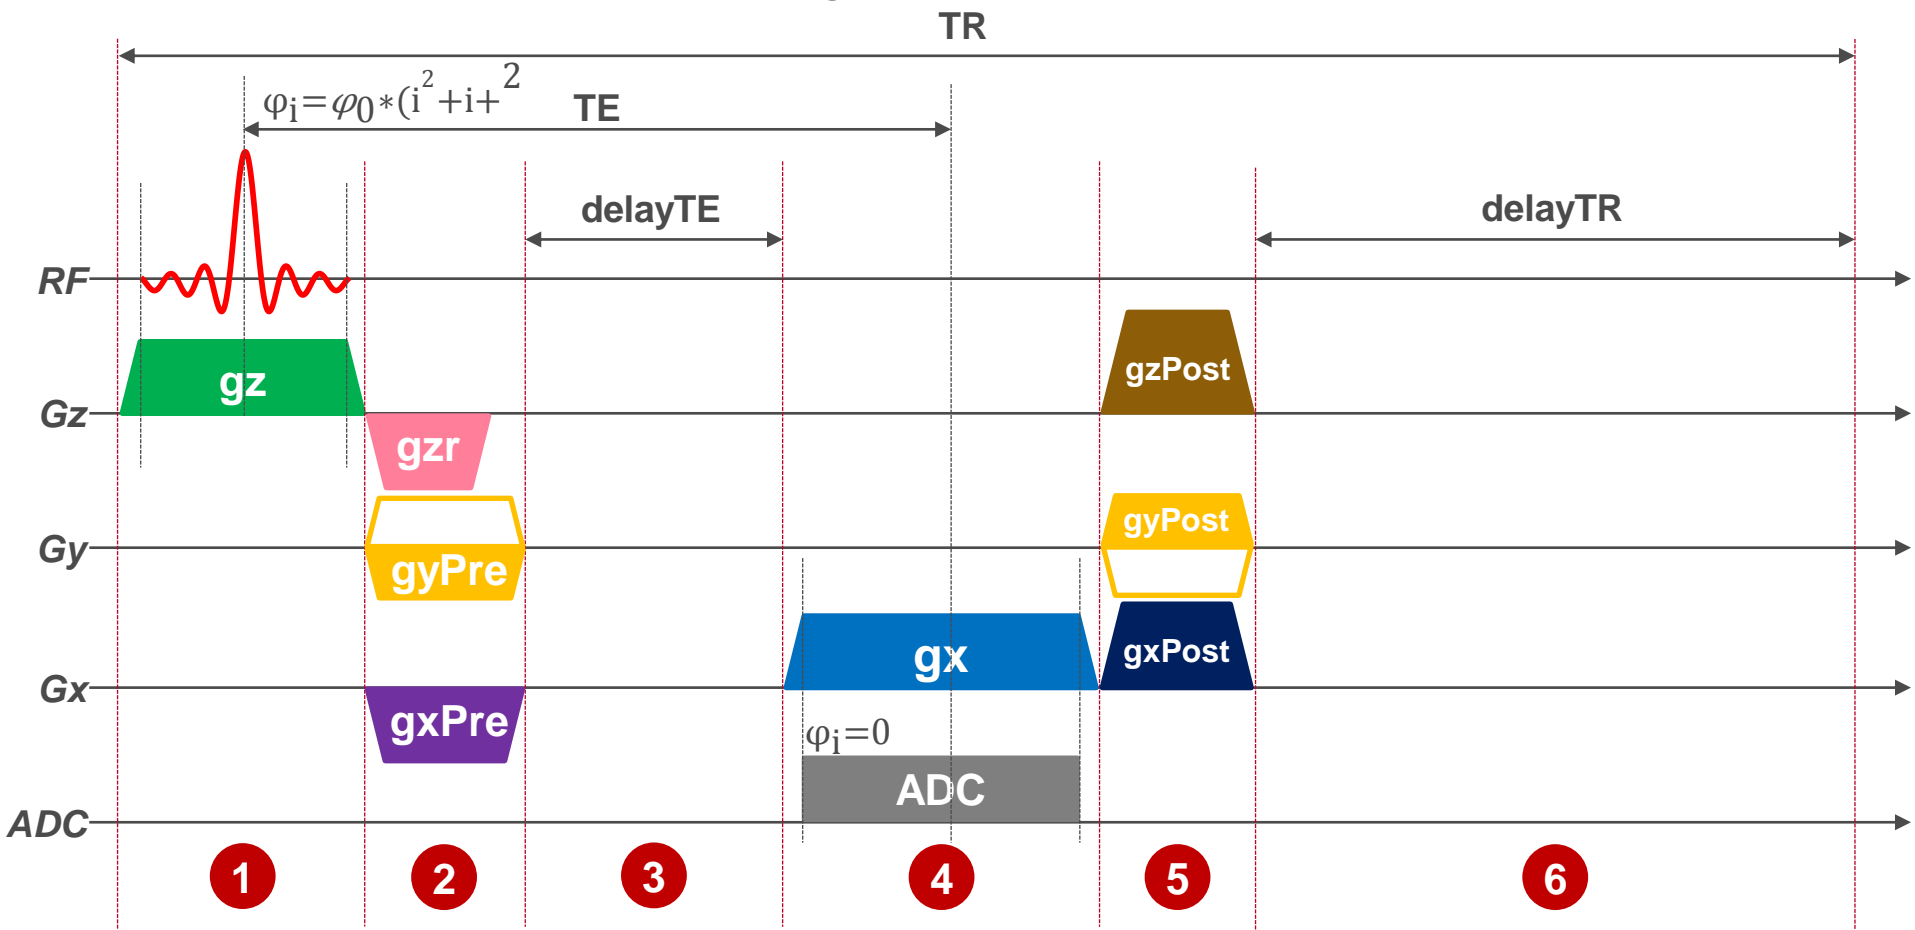 TR
φi=φ0*(i²+i+2
TE
delayTE
delayTR
RF
gz
gzPost
Gz
gzr
gyPost
Gy
gyPre
gx
gxPost
Gx
gxPre
φi=0
ADC
ADC
1
2
3
4
5
6